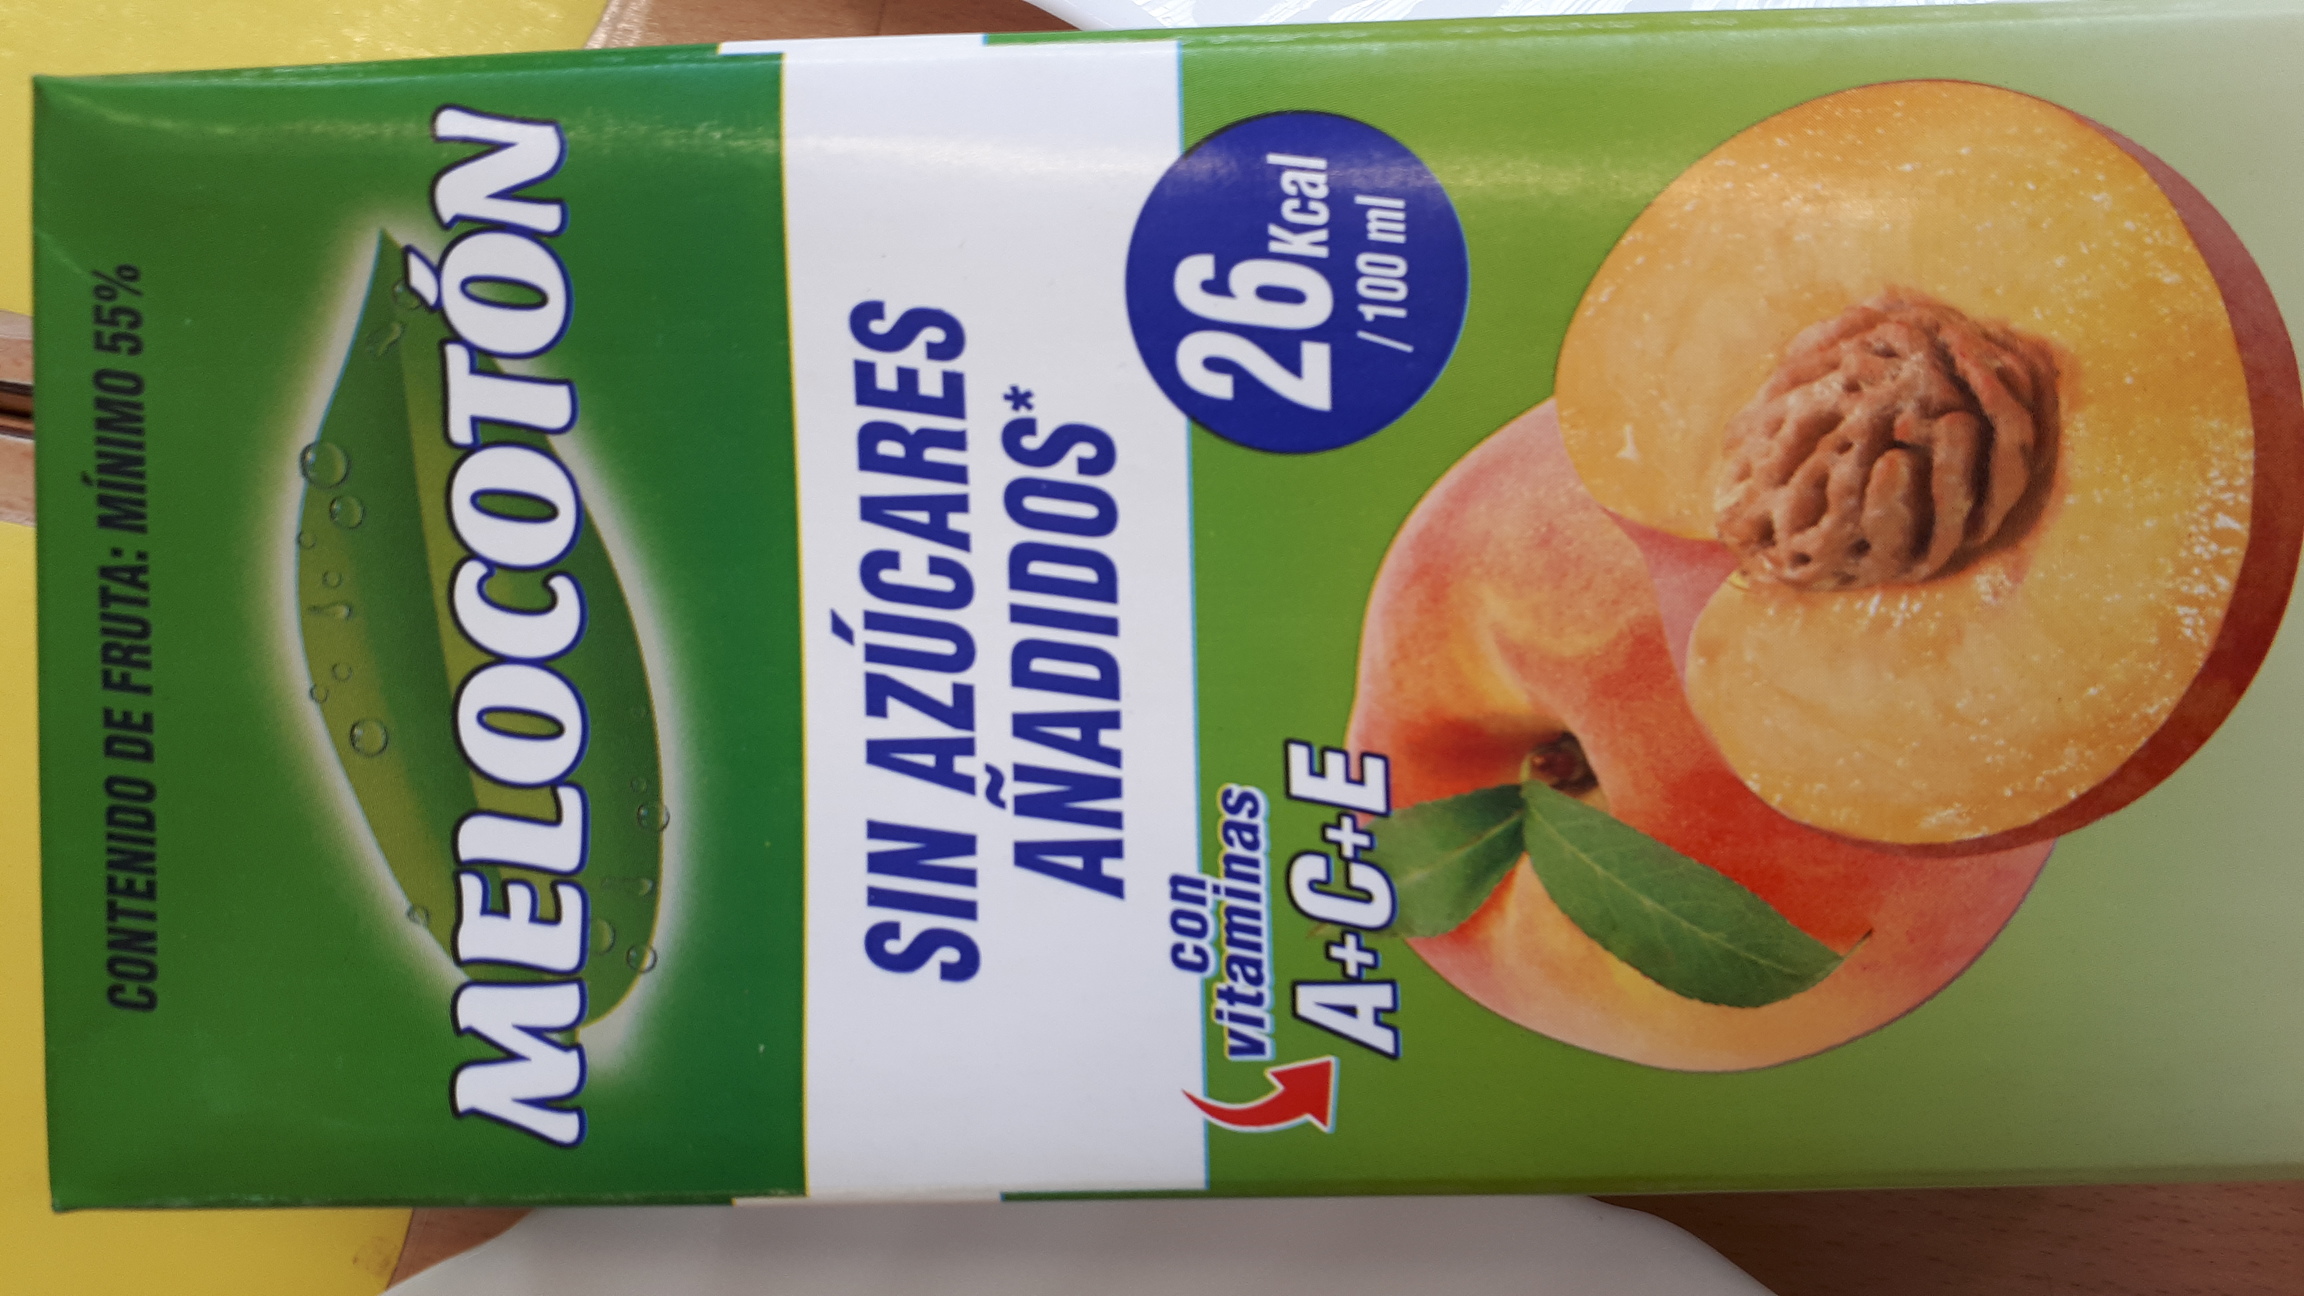 CONTENIDO DE FRUTA: MÍNIMO 55%
MELOCOTÓN
SIN AZÚCARES
AÑADIDOS*
26 Kcal
/ 100 ml
con
vitaminas
A+C+E